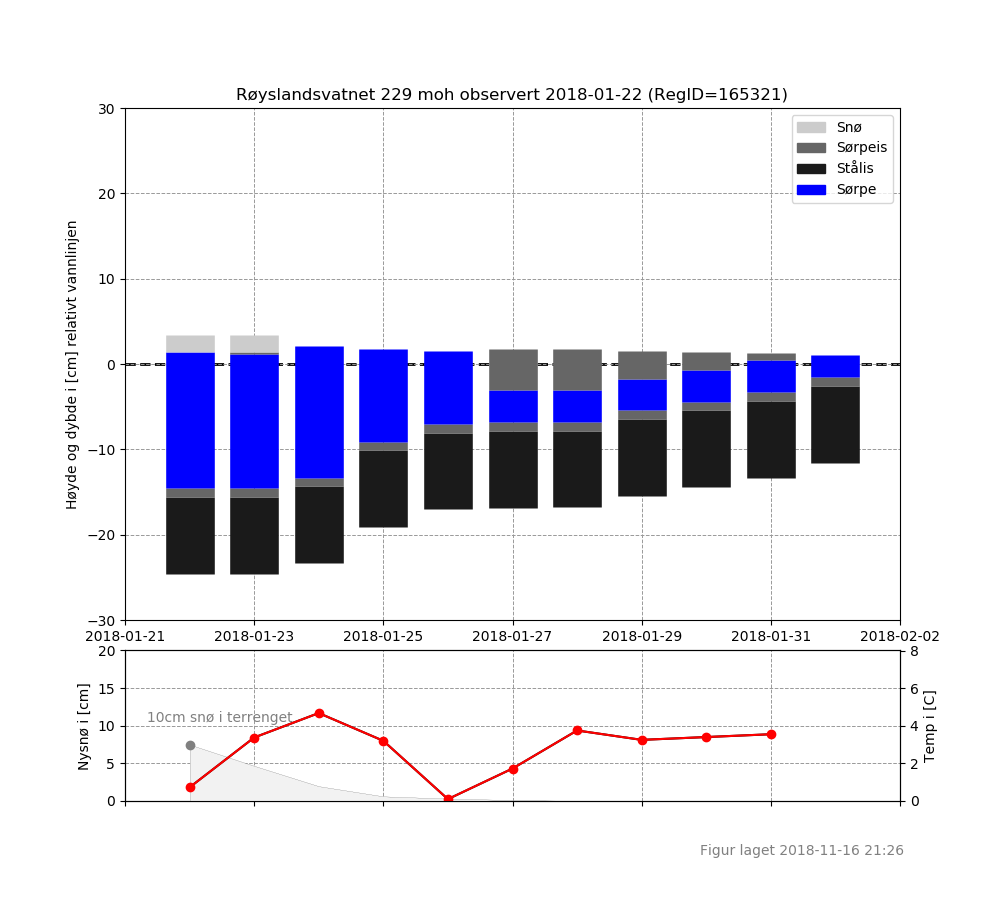 Røyslandsvatnet 229 moh observert 2018-01-22 (RegID=165321)
Høyde og dybde i [cm] relativt vannlinjen
30
20
10
0
−10
−20
−30
Snø
Sørpeis
Stålis
Sørpe
2018-01-21 2018-01-23 2018-01-25 2018-01-27 2018-01-29 2018-01-31 2018-02-02
Nysnø i [cm]
20
15
10
5
0
10cm snø i terrenget
8
6
4
2
0
Temp i [C]
Figur laget 2018-11-16 21:26